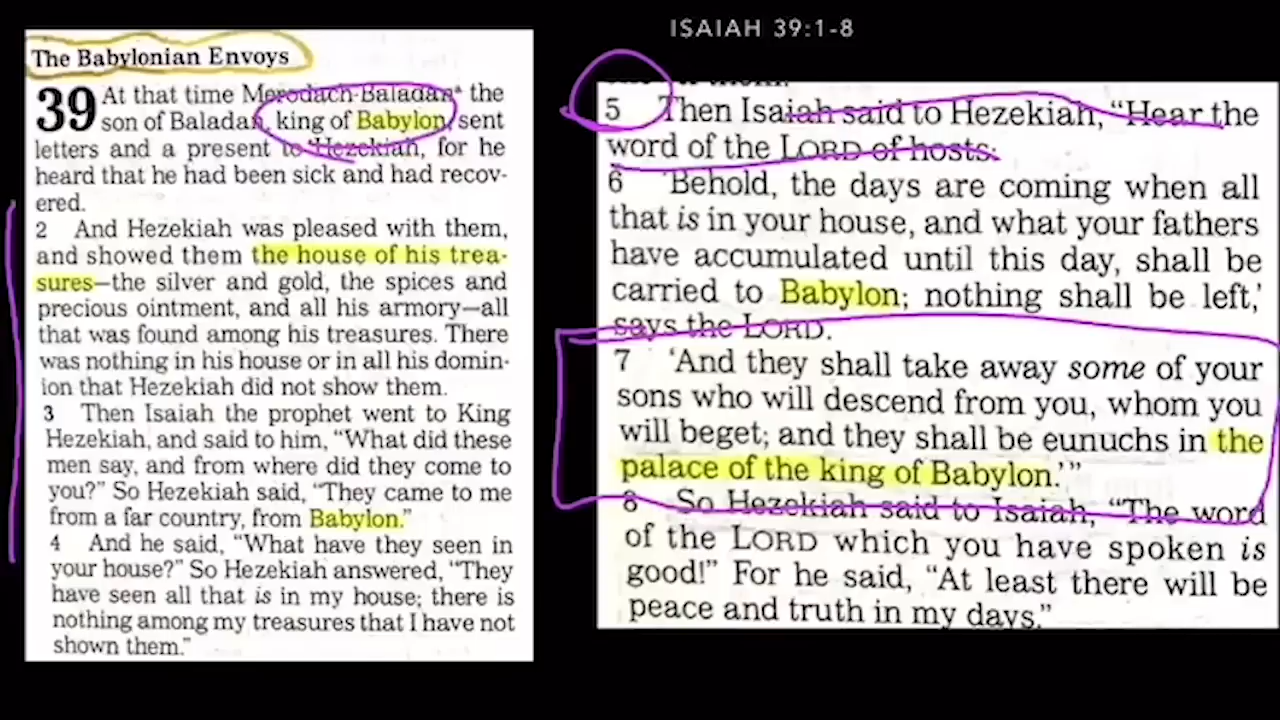 ISAIAH 39:1-8
The Babylonian Envoys
39 At that time Merodach-Baladan* the
son of Baladan, king of Babylon, sent
letters and a present to Hezekiah, for he
heard that he had been sick and had recov-
ered.
2 And Hezekiah was pleased with them,
and showed them the house of his trea-
sures—the silver and gold, the spices and
precious ointment, and all his armory—all
that was found among his treasures. There
was nothing in his house or in all his domin-
ion that Hezekiah did not show them.
3 Then Isaiah the prophet went to King
Hezekiah, and said to him, “What did these
men say, and from where did they come to
you?” So Hezekiah said, “They came to me
from a far country, from Babylon.”
4 And he said, “What have they seen in
your house?” So Hezekiah answered, “They
have seen all that is in my house; there is
nothing among my treasures that I have not
shown them.”
5 Then Isaiah said to Hezekiah, “Hear the
word of the LORD of hosts:
6 ‘Behold, the days are coming when all
that is in your house, and what your fathers
have accumulated until this day, shall be
carried to Babylon; nothing shall be left,’
says the LORD.
7 ‘And they shall take away some of your
sons who will descend from you, whom you
will beget; and they shall be eunuchs in the
palace of the king of Babylon.’”
8 So Hezekiah said to Isaiah, “The word
of the LORD which you have spoken is
good!” For he said, “At least there will be
peace and truth in my days.”